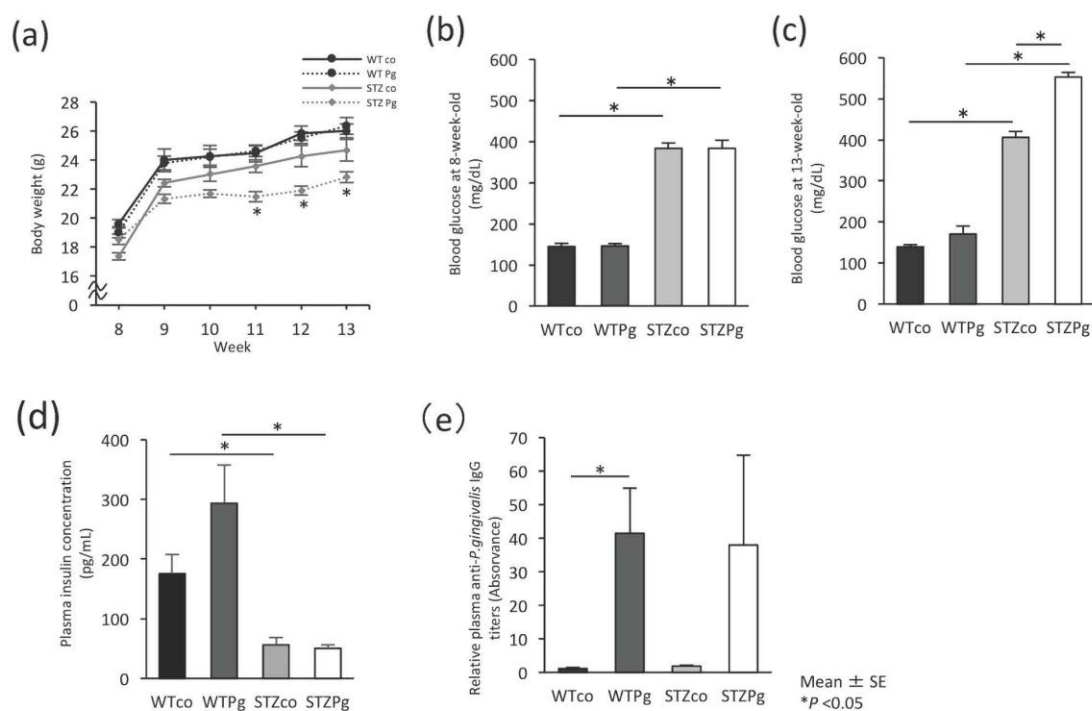 (a)
WT co
WT Pg
STZ co
STZ Pg
Body weight (g)
28
26
24
22
20
18
16
0
* * *
8 9 10 11 12 13
Week
(b)
Blood glucose at 8-week-old
(mg/dL)
600
500
400
300
200
100
0
*
*
WTco WTPg STZco STZPg
(c)
Blood glucose at 13-week-old
(mg/dL)
600
500
400
300
200
100
0
*
*
*
WTco WTPg STZco STZPg
(d)
Plasma insulin concentration
(pg/mL)
400
300
200
100
0
*
*
WTco WTPg STZco STZPg
(e)
Relative plasma anti-P.gingivalis IgG
titers (Absorvance)
70
60
50
40
30
20
10
0
*
WTco WTPg STZco STZPg
Mean ± SE
*P <0.05